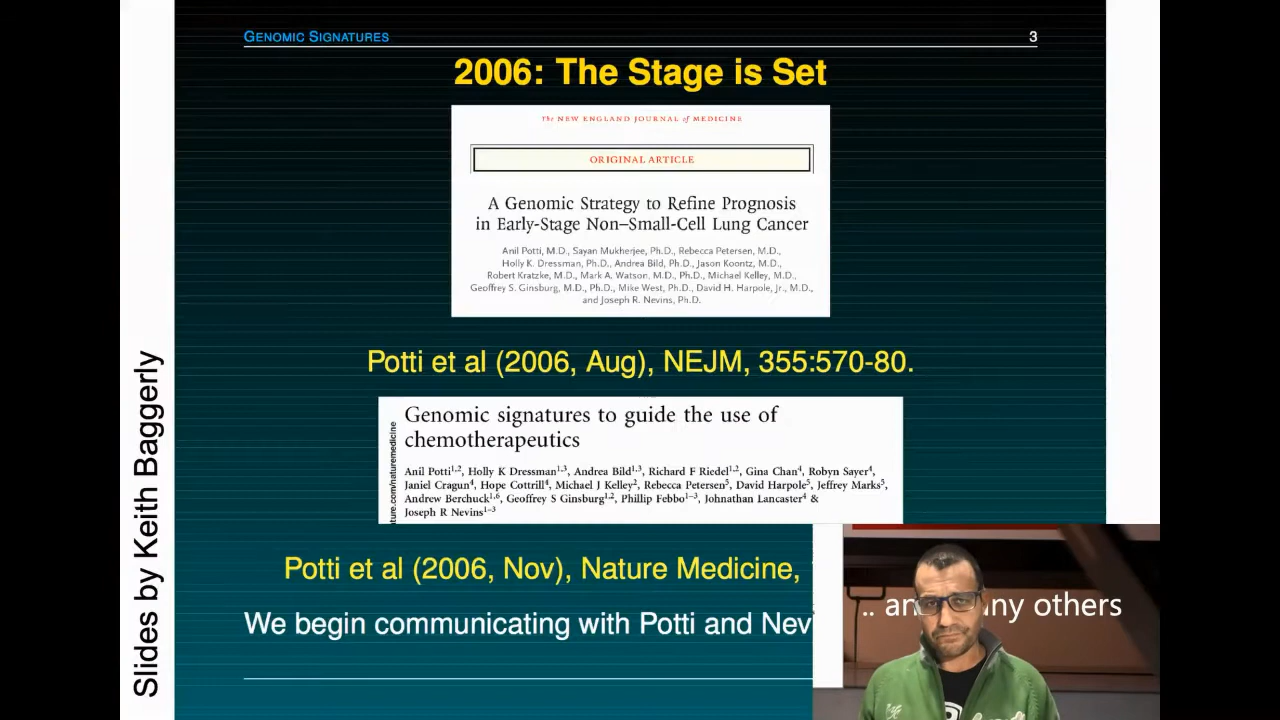 GENOMIC SIGNATURES
3
2006: The Stage is Set
The NEW ENGLAND JOURNAL of MEDICINE
ORIGINAL ARTICLE
A Genomic Strategy to Refine Prognosis
in Early-Stage Non–Small-Cell Lung Cancer
Anil Potti, M.D., Sayan Mukherjee, Ph.D., Rebecca Petersen, M.D.,
Holly K. Dressman, Ph.D., Andrea Bild, Ph.D., Jason Koontz, M.D.,
Robert Kratzke, M.D., Mark A. Watson, M.D., Ph.D., Michael Kelley, M.D.,
Geoffrey S. Ginsburg, M.D., Ph.D., Mike West, Ph.D., David H. Harpole, Jr., M.D.,
and Joseph R. Nevins, Ph.D.
Potti et al (2006, Aug), NEJM, 355:570-80.
Genomic signatures to guide the use of
chemotherapeutics
Anil Potti1,2, Holly K Dressman1,3, Andrea Bild1,3, Richard F Riedel1,2, Gina Chan4, Robyn Sayer4,
Janiel Cragun4, Hope Cottrill4, Michael J Kelley2, Rebecca Petersen5, David Harpole5, Jeffrey Marks5,
Andrew Berchuck1,6, Geoffrey S Ginsburg1,2, Phillip Febbo1–3, Johnathan Lancaster4 &
Joseph R Nevins1–3
ture.com/naturemedicine
Potti et al (2006, Nov), Nature Medicine,
We begin communicating with Potti and Nev
.. an ny others
Slides by Keith Baggerly